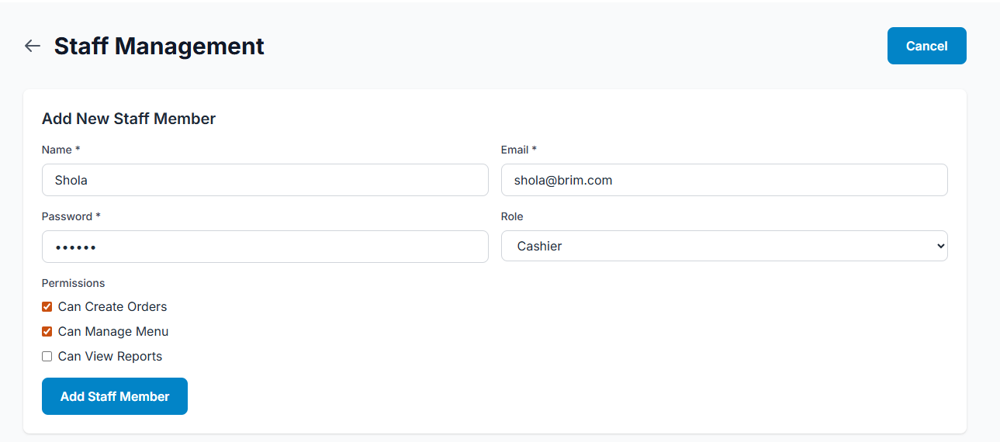 Staff Management
Cancel
Add New Staff Member
Name *
Email *
Shola
shola@brim.com
Password *
Role
••••••
Cashier
Permissions
Can Create Orders
Can Manage Menu
Can View Reports
Add Staff Member